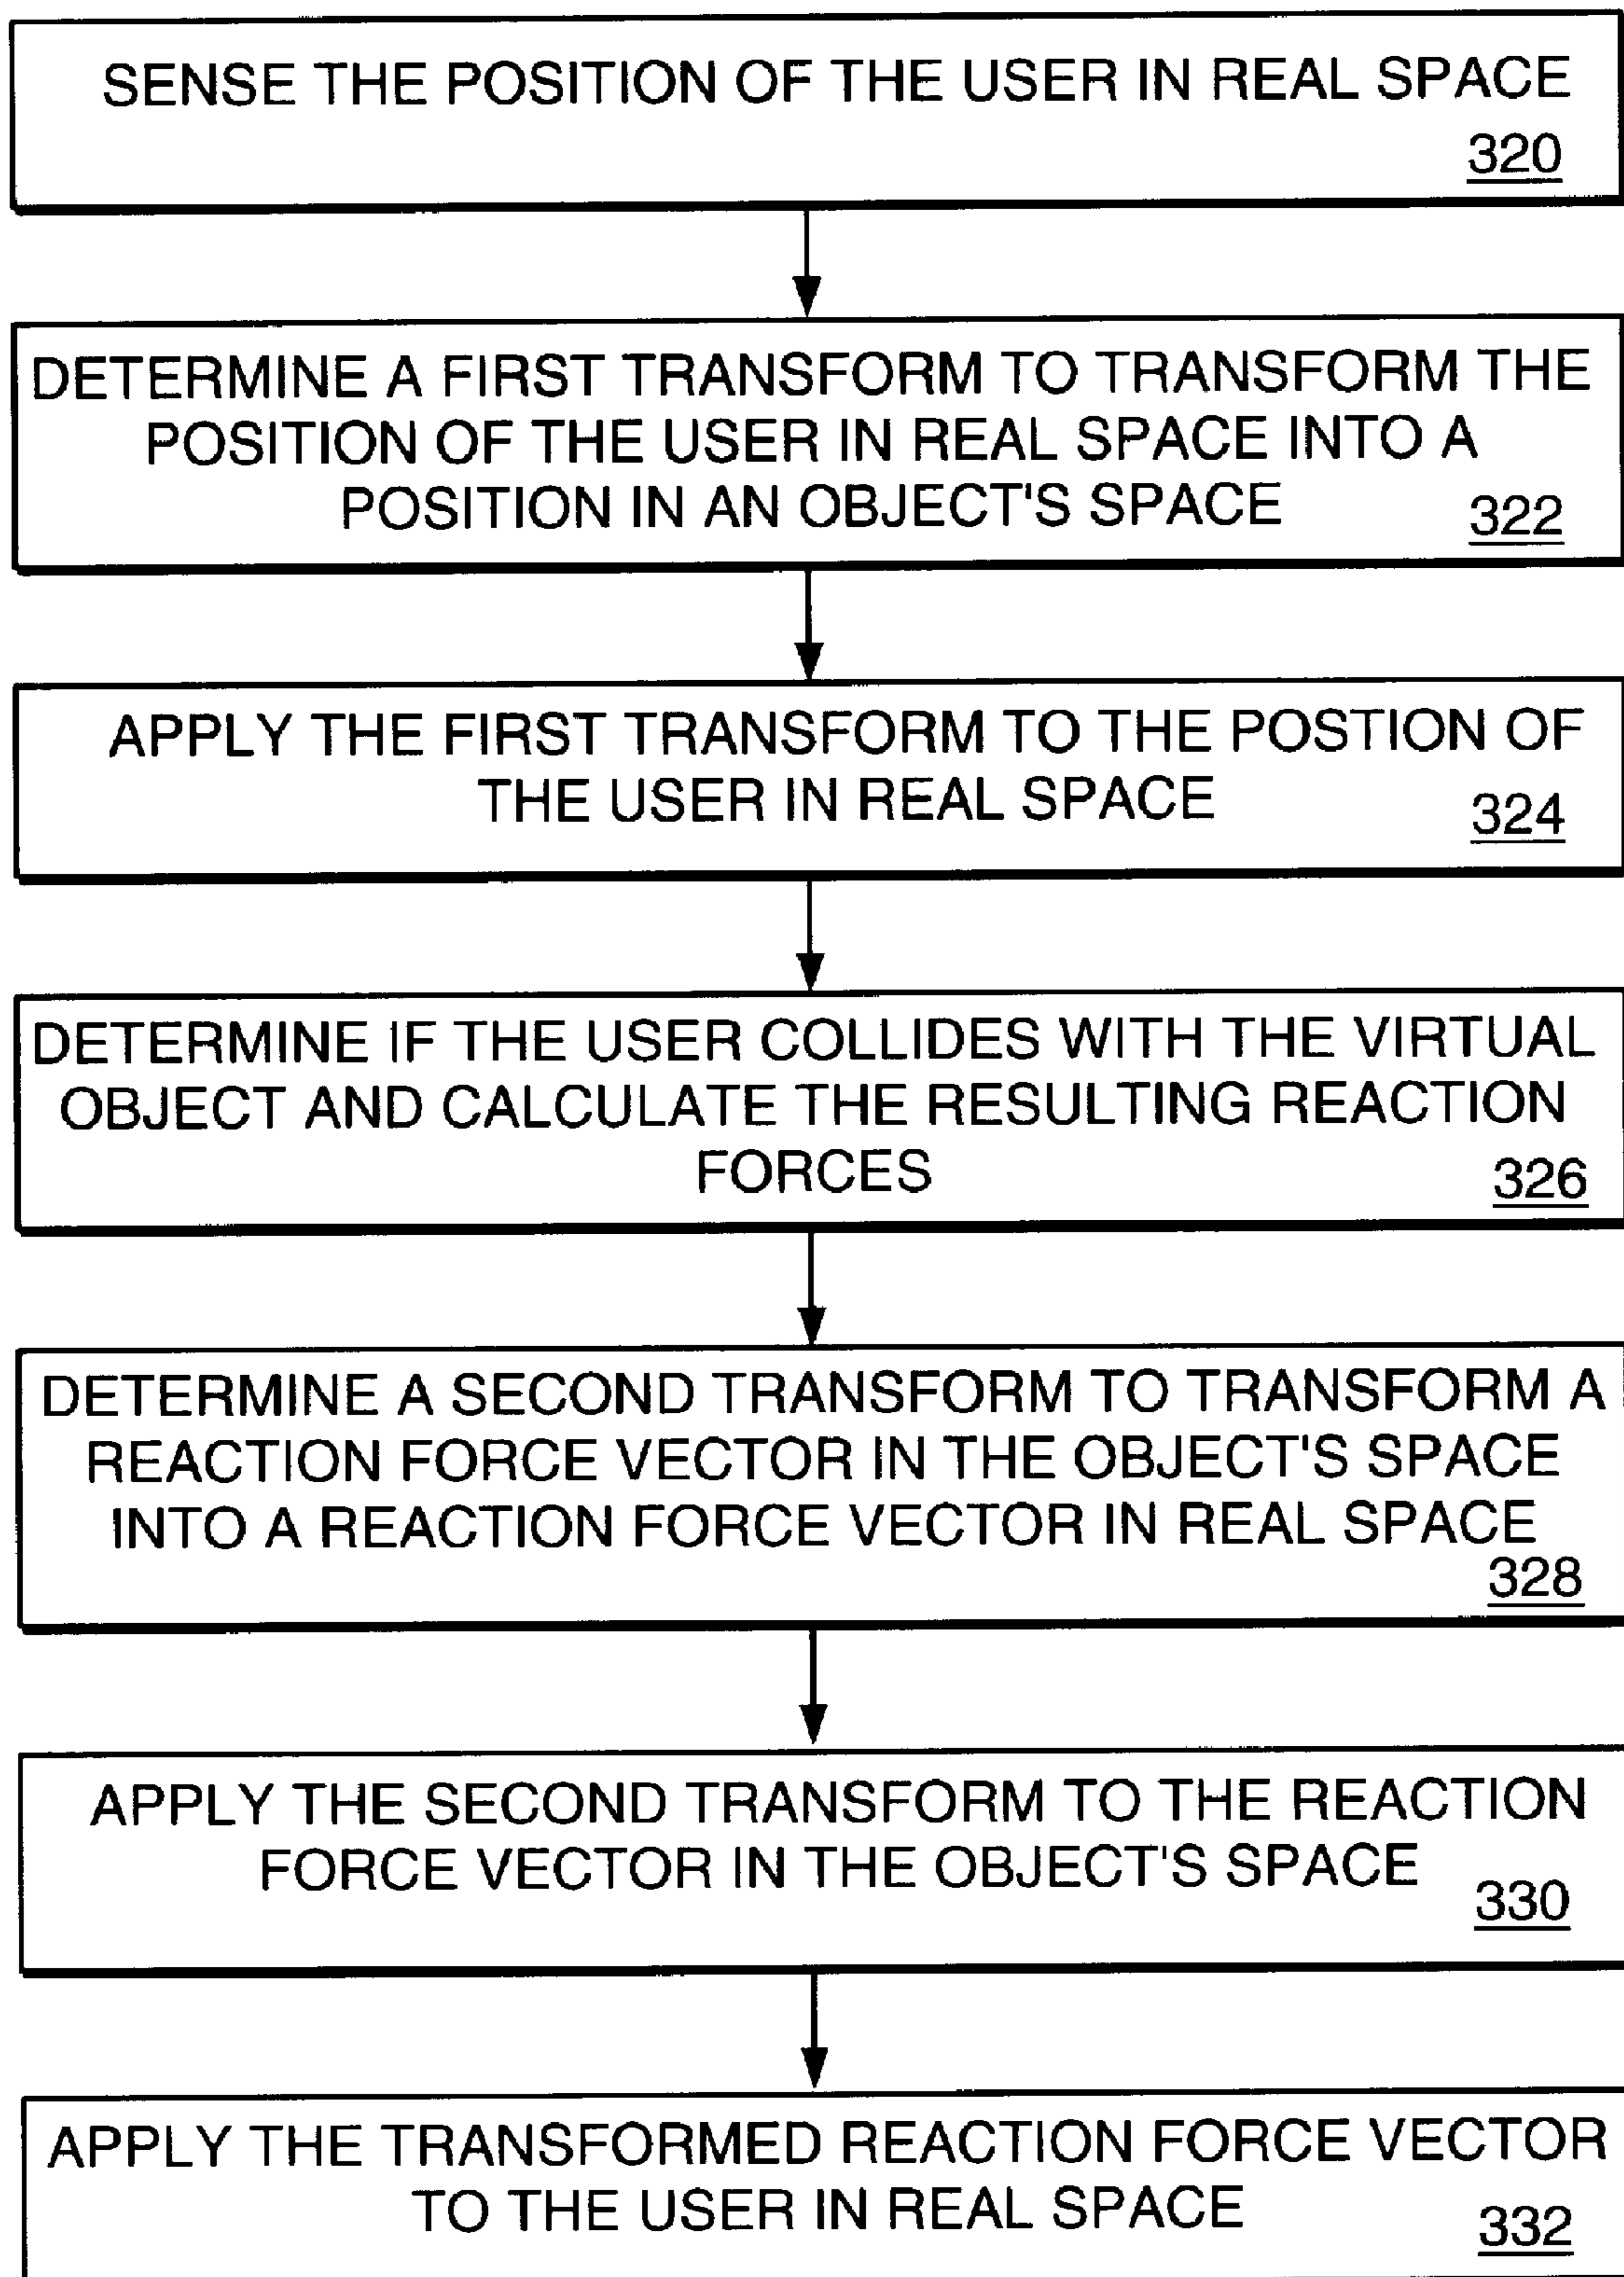 SENSE THE POSITION OF THE USER IN REAL SPACE
320
DETERMINE A FIRST TRANSFORM TO TRANSFORM THE
POSITION OF THE USER IN REAL SPACE INTO A
POSITION IN AN OBJECT'S SPACE
322
APPLY THE FIRST TRANSFORM TO THE POSTION OF
THE USER IN REAL SPACE
324
DETERMINE IF THE USER COLLIDES WITH THE VIRTUAL
OBJECT AND CALCULATE THE RESULTING REACTION
FORCES
326
DETERMINE A SECOND TRANSFORM TO TRANSFORM A
REACTION FORCE VECTOR IN THE OBJECT'S SPACE
INTO A REACTION FORCE VECTOR IN REAL SPACE
328
APPLY THE SECOND TRANSFORM TO THE REACTION
FORCE VECTOR IN THE OBJECT'S SPACE
330
APPLY THE TRANSFORMED REACTION FORCE VECTOR
TO THE USER IN REAL SPACE
332